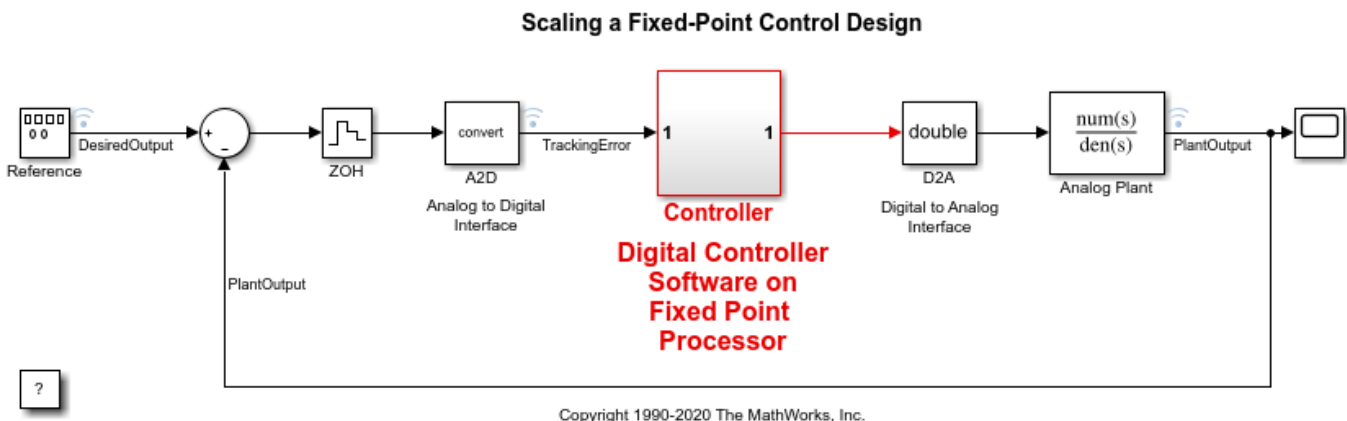 Scaling a Fixed-Point Control Design
0 0
DesiredOutput
Reference
+
−
ZOH
convert
A2D
Analog to Digital
Interface
TrackingError
1
1
Controller
Digital Controller
Software on
Fixed Point
Processor
double
D2A
Digital to Analog
Interface
num(s)
den(s)
Analog Plant
PlantOutput
PlantOutput
?
Copyright 1990-2020 The MathWorks, Inc.